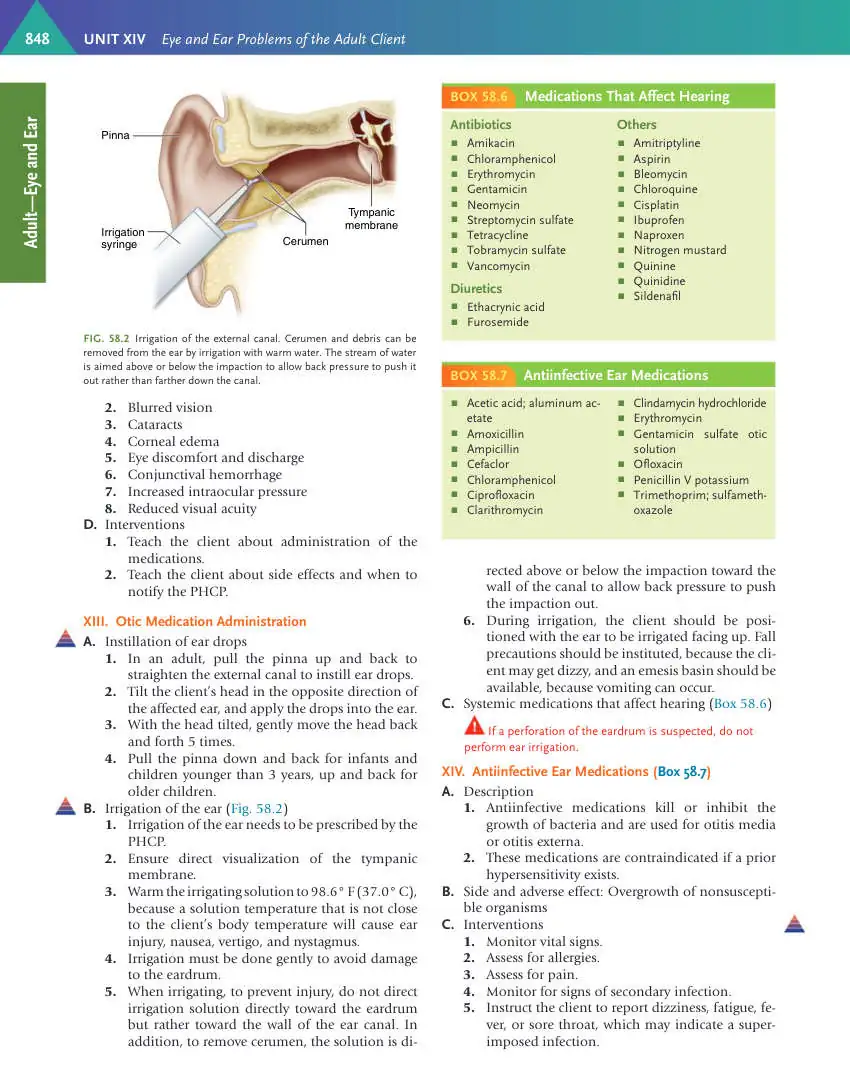 848
UNIT XIV Eye and Ear Problems of the Adult Client
Adult—Eye and Ear
Pinna
Irrigation
syringe
Cerumen
Tympanic
membrane
FIG. 58.2 Irrigation of the external canal. Cerumen and debris can be
removed from the ear by irrigation with warm water. The stream of water
is aimed above or below the impaction to allow back pressure to push it
out rather than farther down the canal.
2. Blurred vision
3. Cataracts
4. Corneal edema
5. Eye discomfort and discharge
6. Conjunctival hemorrhage
7. Increased intraocular pressure
8. Reduced visual acuity
D. Interventions
1. Teach the client about administration of the
medications.
2. Teach the client about side effects and when to
notify the PHCP.
XIII. Otic Medication Administration
A. Instillation of ear drops
1. In an adult, pull the pinna up and back to
straighten the external canal to instill ear drops.
2. Tilt the client's head in the opposite direction of
the affected ear, and apply the drops into the ear.
3. With the head tilted, gently move the head back
and forth 5 times.
4. Pull the pinna down and back for infants and
children younger than 3 years, up and back for
older children.
B. Irrigation of the ear (Fig. 58.2)
1. Irrigation of the ear needs to be prescribed by the
PHCP.
2. Ensure direct visualization of the tympanic
membrane.
3. Warm the irrigating solution to 98.6° F (37.0° C),
because a solution temperature that is not close
to the client's body temperature will cause ear
injury, nausea, vertigo, and nystagmus.
4. Irrigation must be done gently to avoid damage
to the eardrum.
5. When irrigating, to prevent injury, do not direct
irrigation solution directly toward the eardrum
but rather toward the wall of the ear canal. In
addition, to remove cerumen, the solution is di-
BOX 58.6 Medications That Affect Hearing
Antibiotics
■ Amikacin
■ Chloramphenicol
■ Erythromycin
■ Gentamicin
■ Neomycin
■ Streptomycin sulfate
■ Tetracycline
■ Tobramycin sulfate
■ Vancomycin
Diuretics
■ Ethacrynic acid
■ Furosemide
Others
■ Amitriptyline
■ Aspirin
■ Bleomycin
■ Chloroquine
■ Cisplatin
■ Ibuprofen
■ Naproxen
■ Nitrogen mustard
■ Quinine
■ Quinidine
■ Sildenafil
BOX 58.7 Antiinfective Ear Medications
■ Acetic acid; aluminum ac-
etate
■ Amoxicillin
■ Ampicillin
■ Cefaclor
■ Chloramphenicol
■ Ciprofloxacin
■ Clarithromycin
■ Clindamycin hydrochloride
■ Erythromycin
■ Gentamicin sulfate otic
solution
■ Ofloxacin
■ Penicillin V potassium
■ Trimethoprim; sulfameth-
oxazole
rected above or below the impaction toward the
wall of the canal to allow back pressure to push
the impaction out.
6. During irrigation, the client should be posi-
tioned with the ear to be irrigated facing up. Fall
precautions should be instituted, because the cli-
ent may get dizzy, and an emesis basin should be
available, because vomiting can occur.
C. Systemic medications that affect hearing (Box 58.6)
If a perforation of the eardrum is suspected, do not
perform ear irrigation.
XIV. Antiinfective Ear Medications (Box 58.7)
A. Description
1. Antiinfective medications kill or inhibit the
growth of bacteria and are used for otitis media
or otitis externa.
2. These medications are contraindicated if a prior
hypersensitivity exists.
B. Side and adverse effect: Overgrowth of nonsuscepti-
ble organisms
C. Interventions
1. Monitor vital signs.
2. Assess for allergies.
3. Assess for pain.
4. Monitor for signs of secondary infection.
5. Instruct the client to report dizziness, fatigue, fe-
ver, or sore throat, which may indicate a super-
imposed infection.